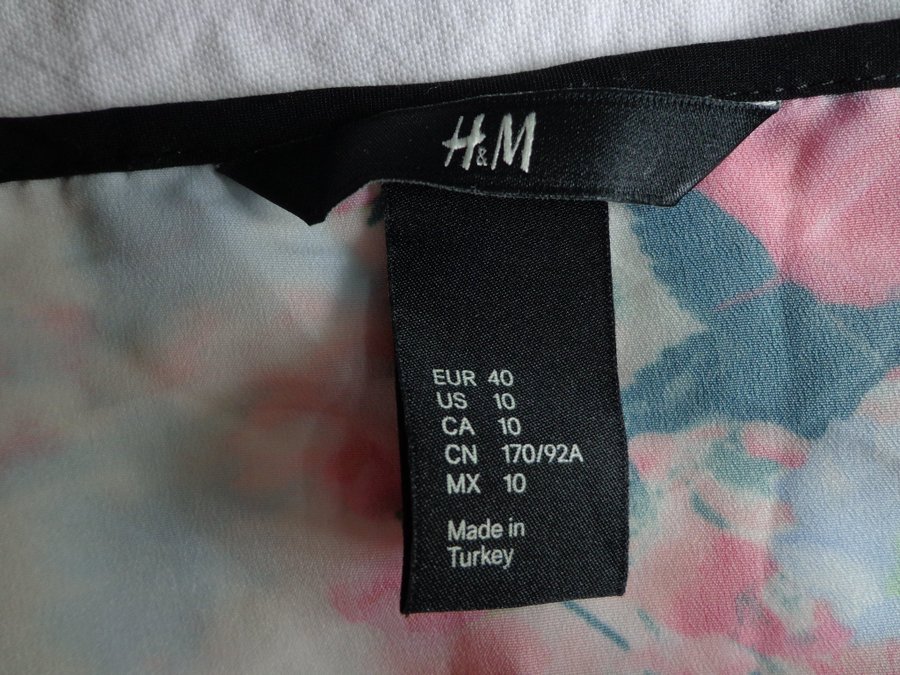 H&M
EUR 40
US 10
CA 10
CN 170/92A
MX 10
Made in
Turkey